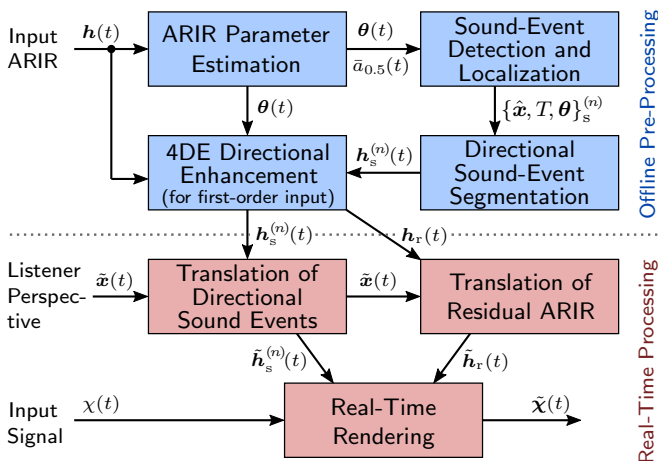 Input
ARIR
𝒉(t)
ARIR Parameter
Estimation
𝜽(t)
ā₀.₅(t)
Sound-Event
Detection and
Localization
𝜽(t)
{𝒙̂, T, 𝜽}ₛ⁽ⁿ⁾
4DE Directional
Enhancement
(for first-order input)
𝒉ₛ⁽ⁿ⁾(t)
Directional
Sound-Event
Segmentation
Offline Pre-Processing
𝒉ₛ⁽ⁿ⁾(t)
𝒉ᵣ(t)
Listener
Perspec-
tive
𝒙̃(t)
Translation of
Directional
Sound Events
𝒙̃(t)
Translation of
Residual ARIR
𝒉̃ₛ⁽ⁿ⁾(t)
𝒉̃ᵣ(t)
Input
Signal
χ(t)
Real-Time
Rendering
𝝌̃(t)
Real-Time Processing